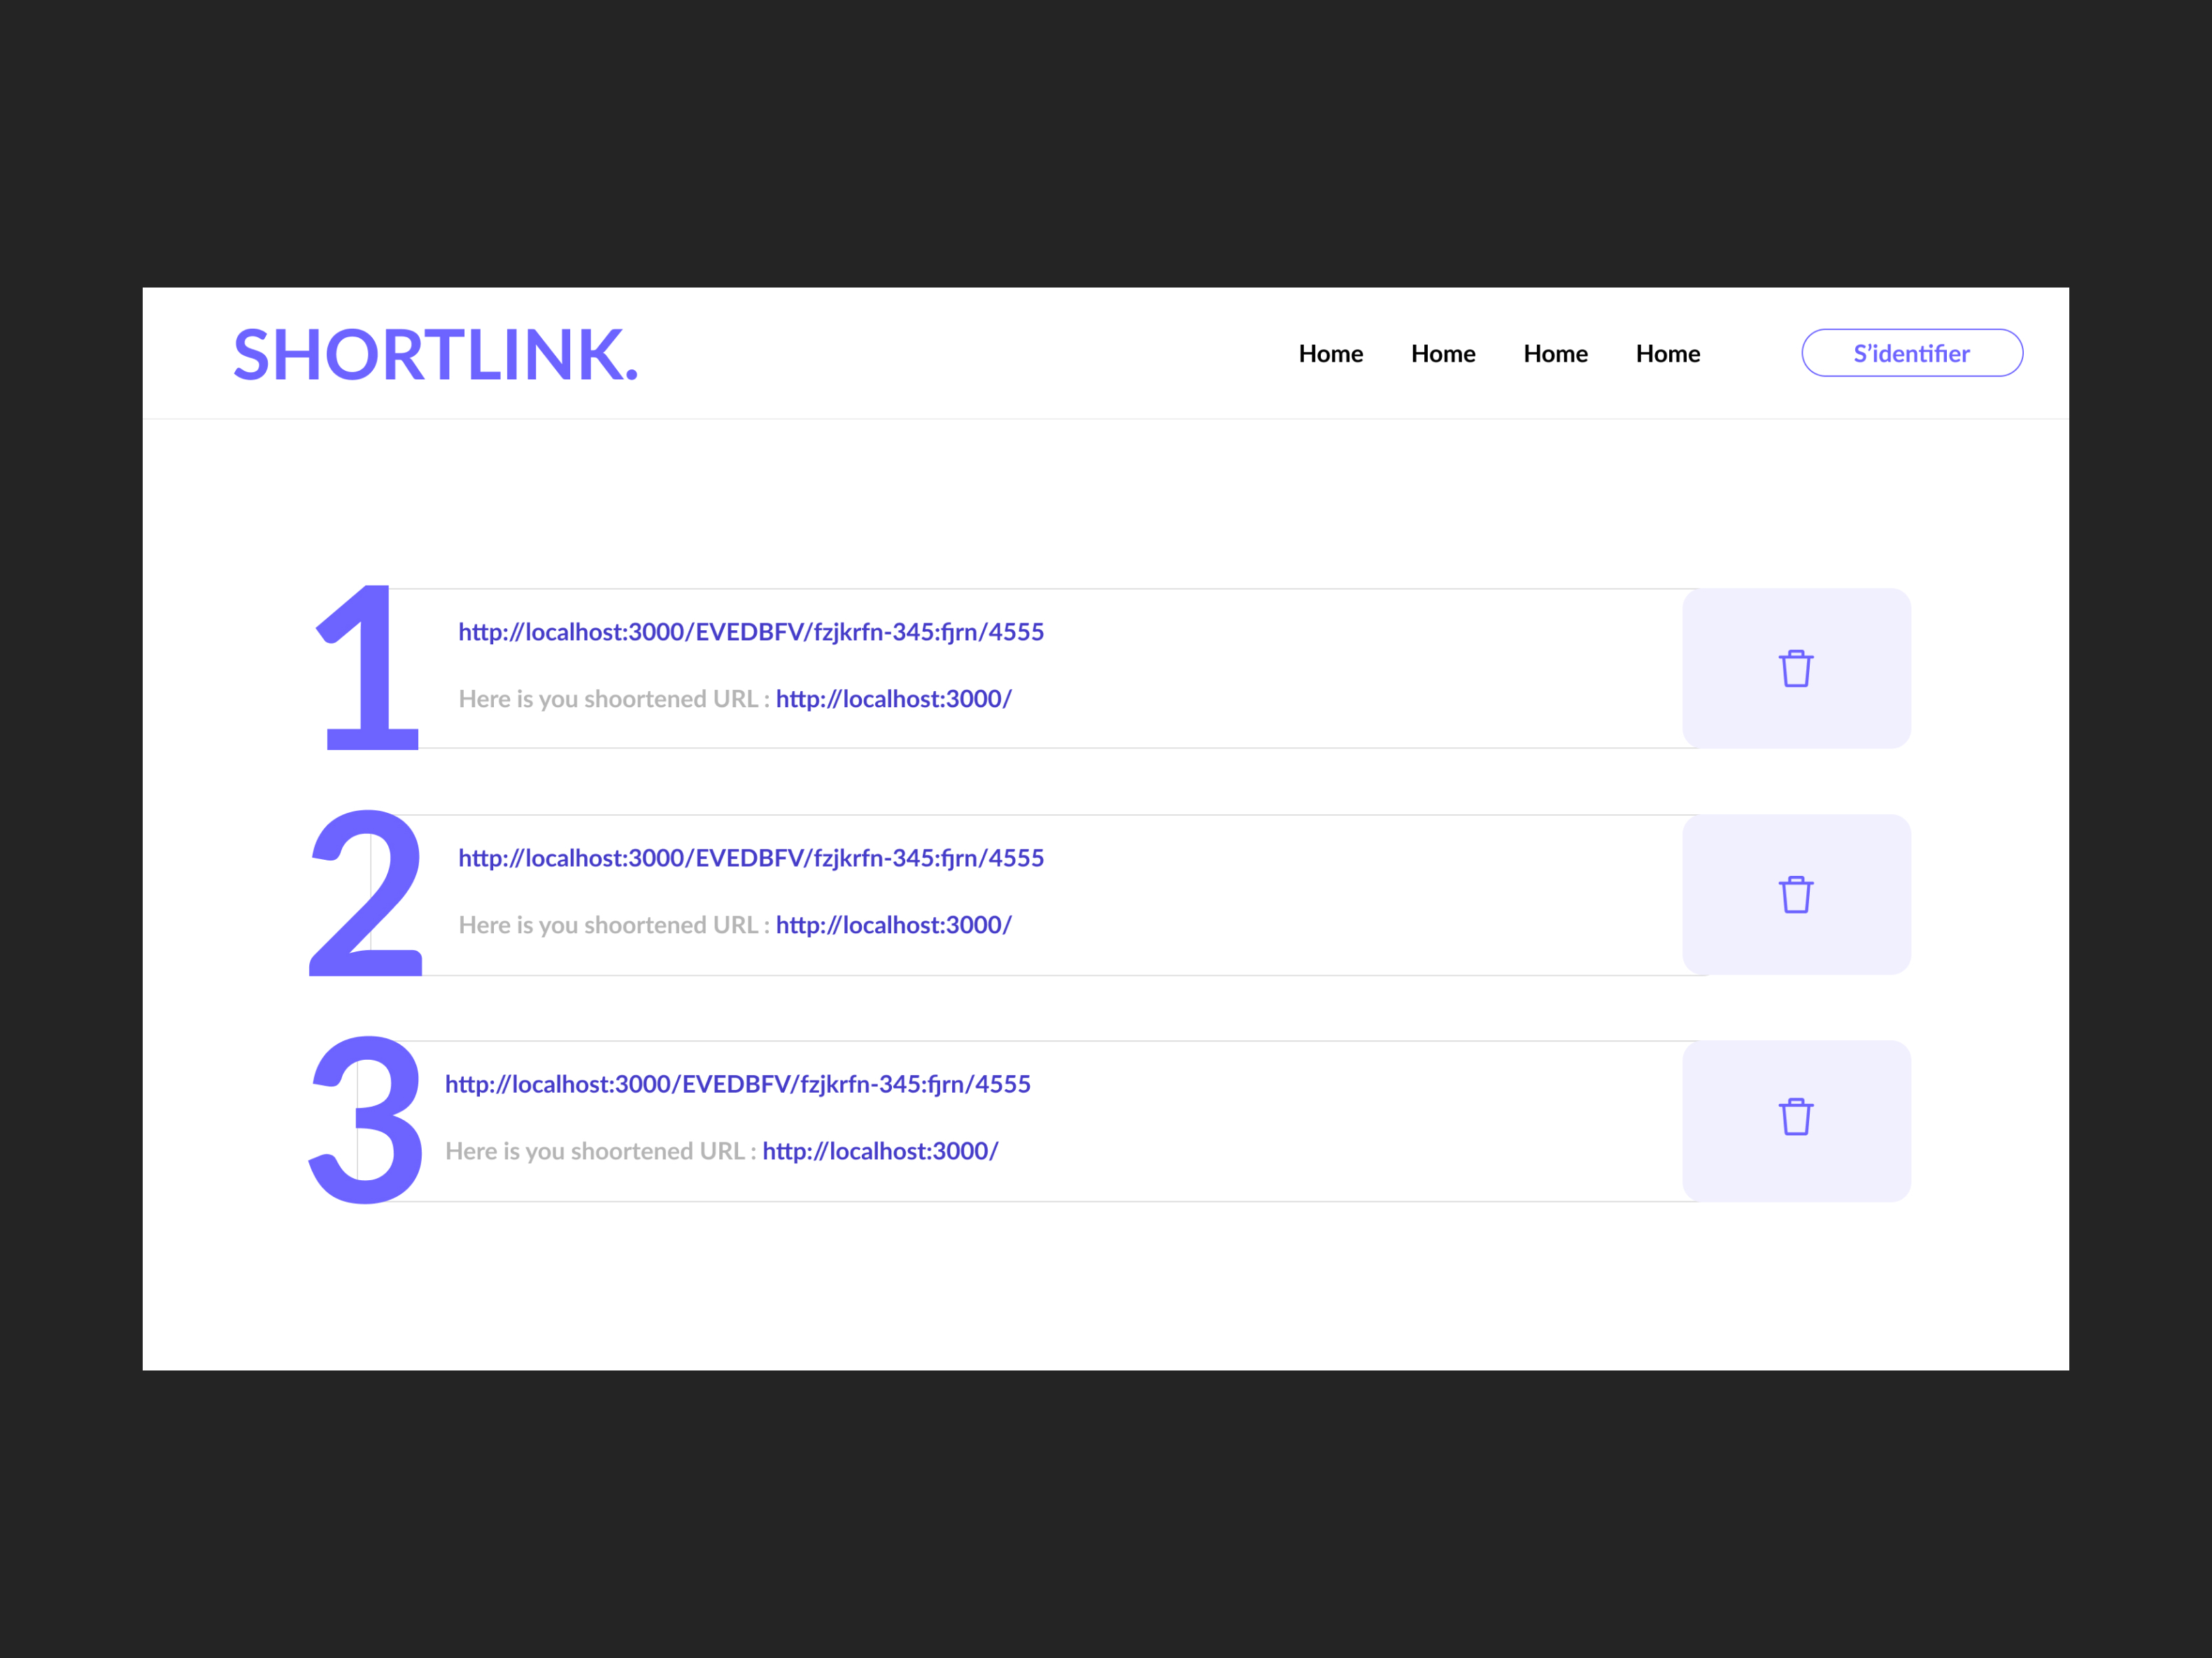 SHORTLINK.
Home Home Home Home S’identifier
1
http://localhost:3000/EVEDBFV/fzjkrfn-345:fjrn/4555
Here is you shoortened URL : http://localhost:3000/
2
http://localhost:3000/EVEDBFV/fzjkrfn-345:fjrn/4555
Here is you shoortened URL : http://localhost:3000/
3
http://localhost:3000/EVEDBFV/fzjkrfn-345:fjrn/4555
Here is you shoortened URL : http://localhost:3000/